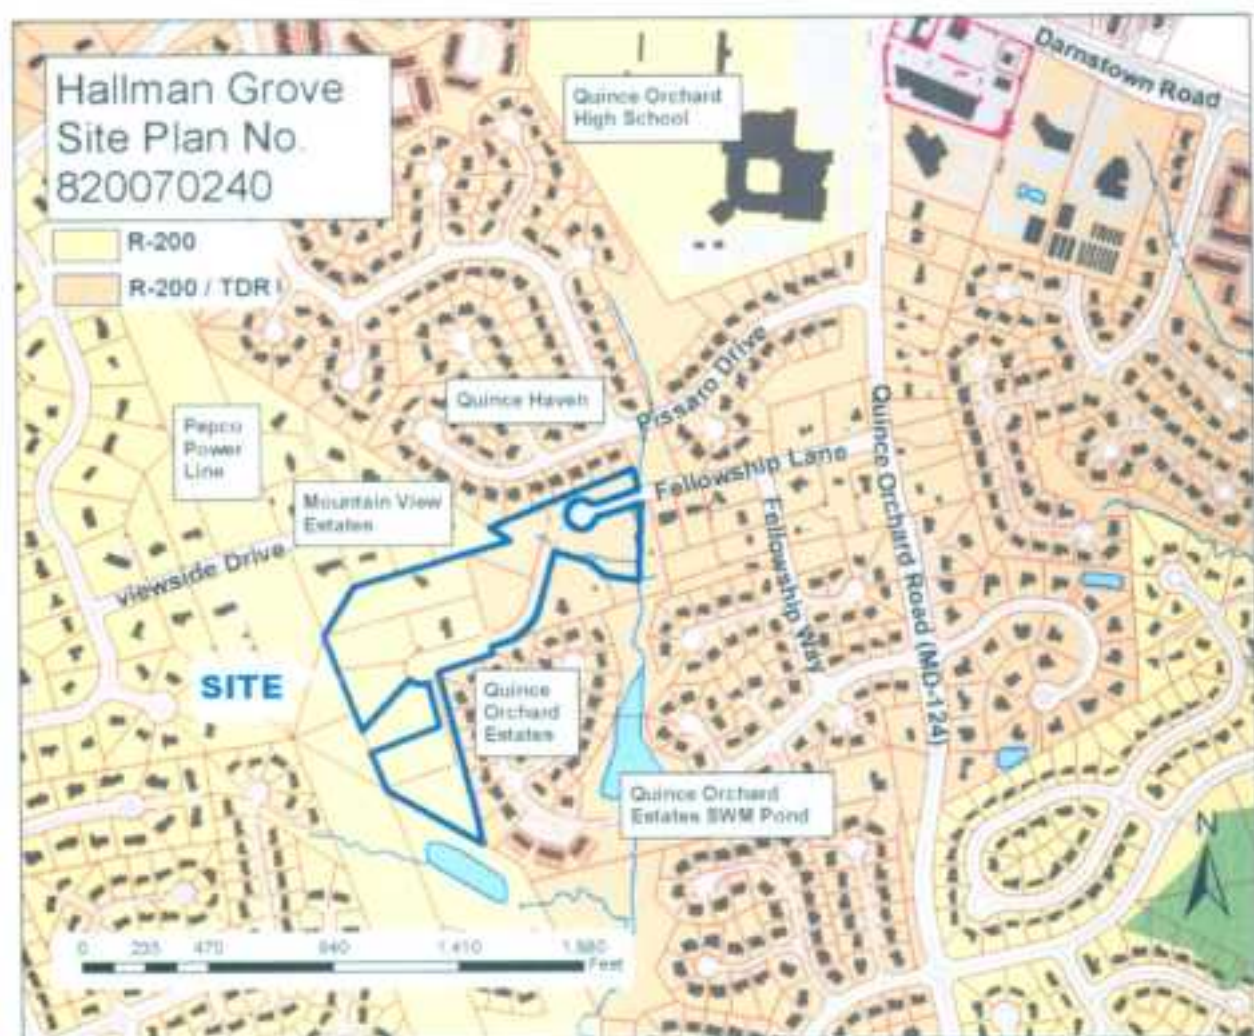 Hallman Grove
Site Plan No.
820070240
R-200
R-200 / TDR
Quince Orchard
High School
Darnstown Road
Quince Haven
Pissaro Drive
Pepco
Power
Line
Mountain View
Estates
Fellowship Lane
Quince Orchard Road (MD-124)
Fellowship Way
viewside Drive
SITE
Quince
Orchard
Estates
Quince Orchard
Estates SWM Pond
N
0 235 470 940 1,410 1,880
Feet